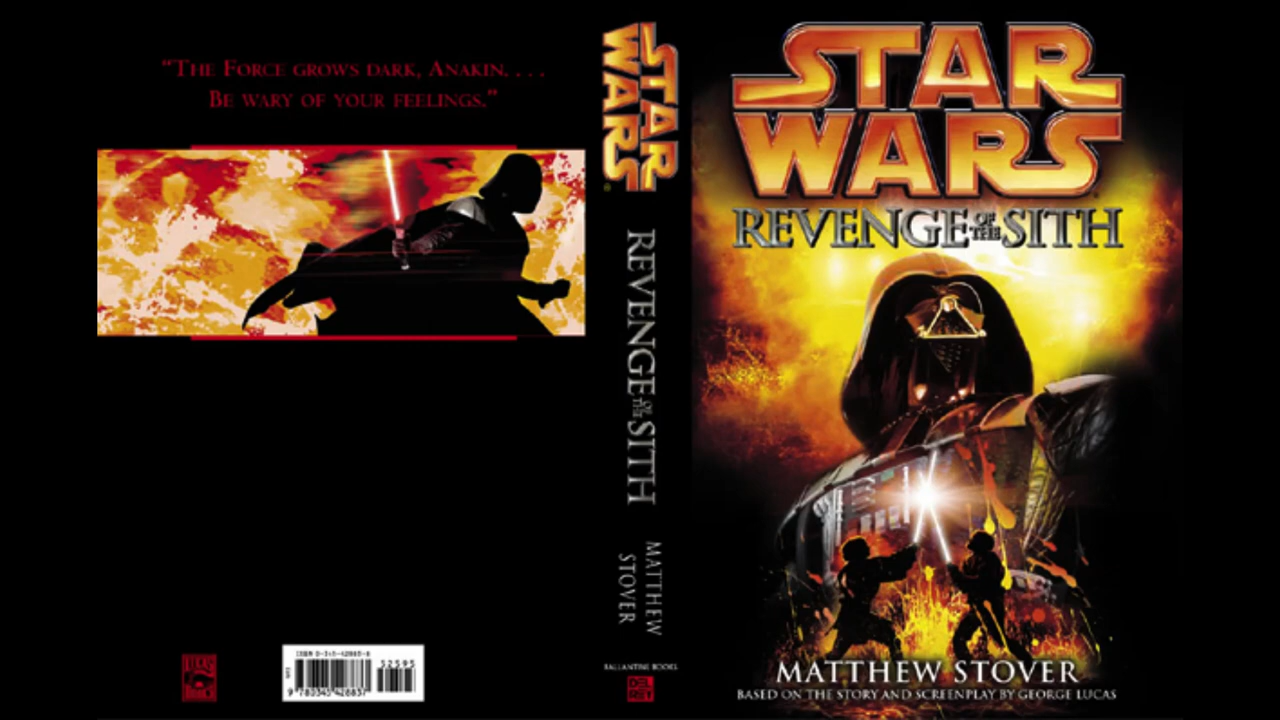 “THE FORCE GROWS DARK, ANAKIN. . . .
BE WARY OF YOUR FEELINGS.”
52595
STAR
WARS
REVENGE OF THE SITH
MATTHEW
STOVER
BALLANTINE BOOKS
DEL
REY
STAR
WARS
REVENGE OF THE SITH
MATTHEW STOVER
BASED ON THE STORY AND SCREENPLAY BY GEORGE LUCAS